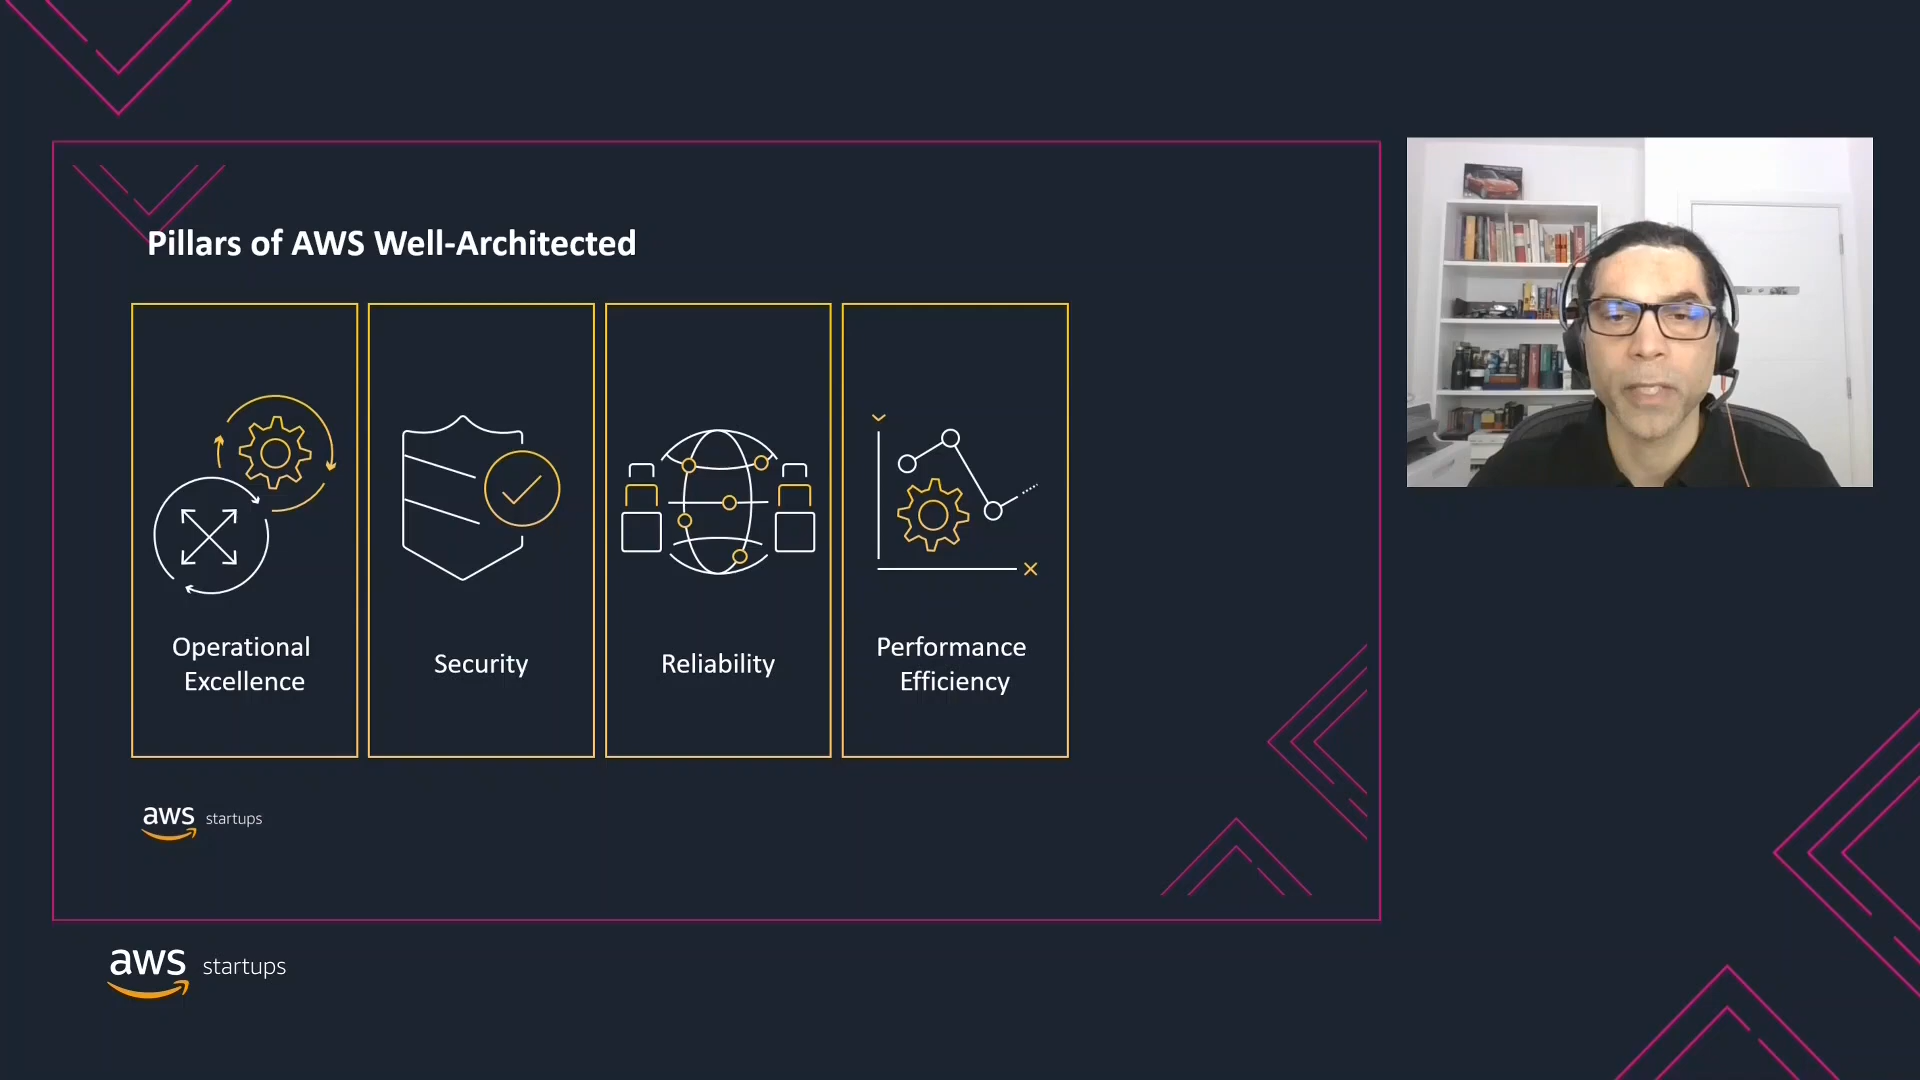 Pillars of AWS Well-Architected
Operational
Excellence
Security
Reliability
Performance
Efficiency
aws startups
aws startups